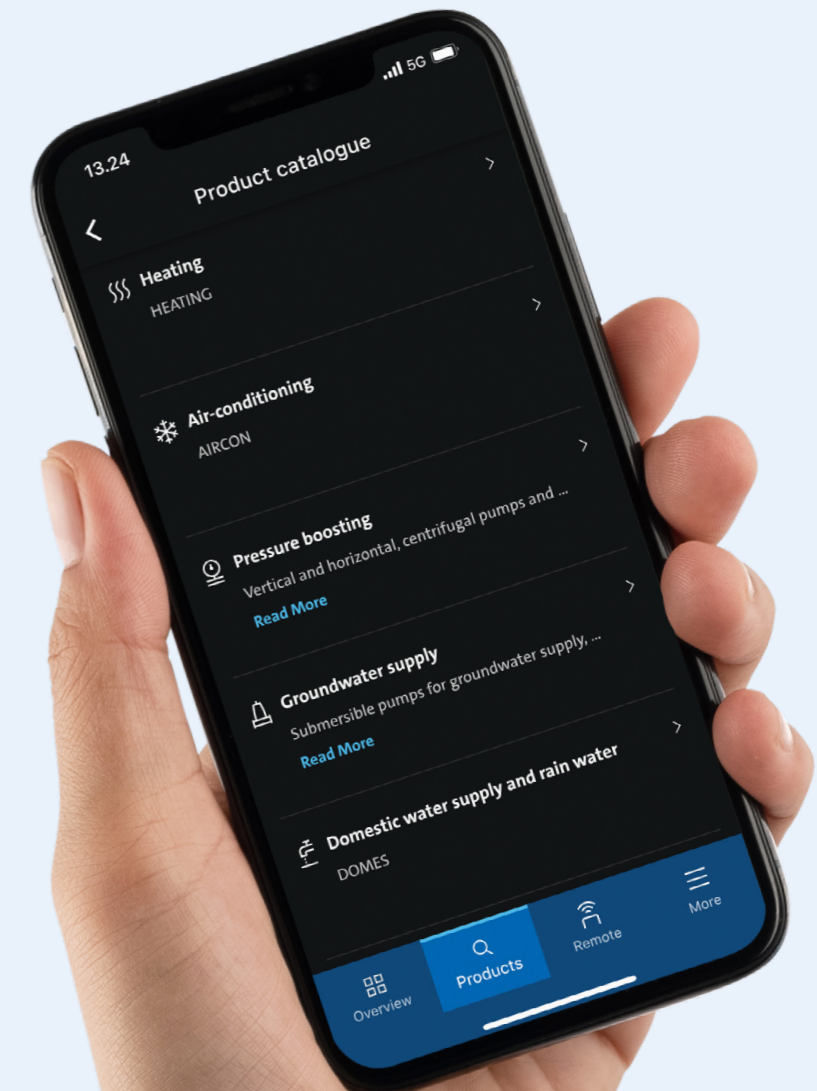 13.24
5G
Product catalogue
Heating
HEATING
Air-conditioning
AIRCON
Pressure boosting
Vertical and horizontal, centrifugal pumps and ...
Read More
Groundwater supply
Submersible pumps for groundwater supply, ...
Read More
Domestic water supply and rain water
DOMES
Overview
Products
Remote
More